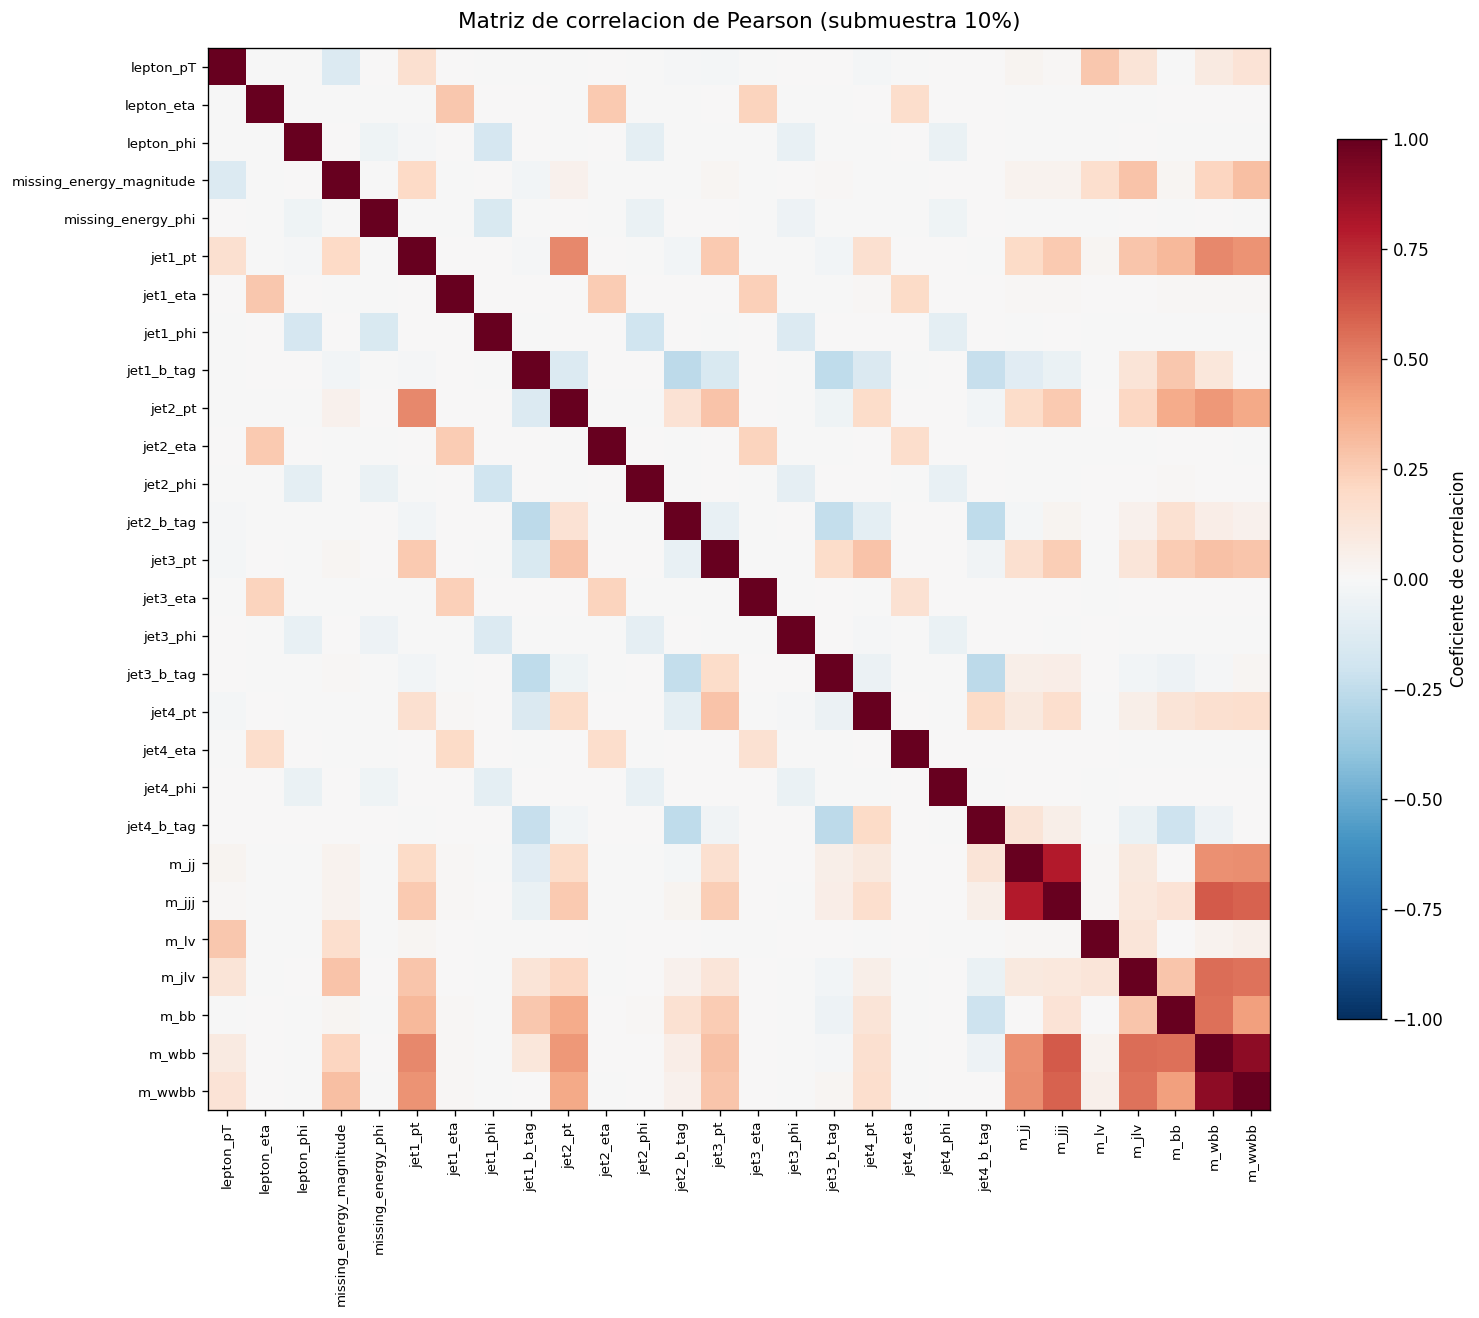 Matriz de correlacion de Pearson (submuestra 10%)
lepton_pT
lepton_eta
lepton_phi
missing_energy_magnitude
missing_energy_phi
jet1_pt
jet1_eta
jet1_phi
jet1_b_tag
jet2_pt
jet2_eta
jet2_phi
jet2_b_tag
jet3_pt
jet3_eta
jet3_phi
jet3_b_tag
jet4_pt
jet4_eta
jet4_phi
jet4_b_tag
m_jj
m_jjj
m_lv
m_jlv
m_bb
m_wbb
m_wwbb
lepton_pT
lepton_eta
lepton_phi
missing_energy_magnitude
missing_energy_phi
jet1_pt
jet1_eta
jet1_phi
jet1_b_tag
jet2_pt
jet2_eta
jet2_phi
jet2_b_tag
jet3_pt
jet3_eta
jet3_phi
jet3_b_tag
jet4_pt
jet4_eta
jet4_phi
jet4_b_tag
m_jj
m_jjj
m_lv
m_jlv
m_bb
m_wbb
m_wwbb
1.00
0.75
0.50
0.25
0.00
−0.25
−0.50
−0.75
−1.00
Coeficiente de correlacion